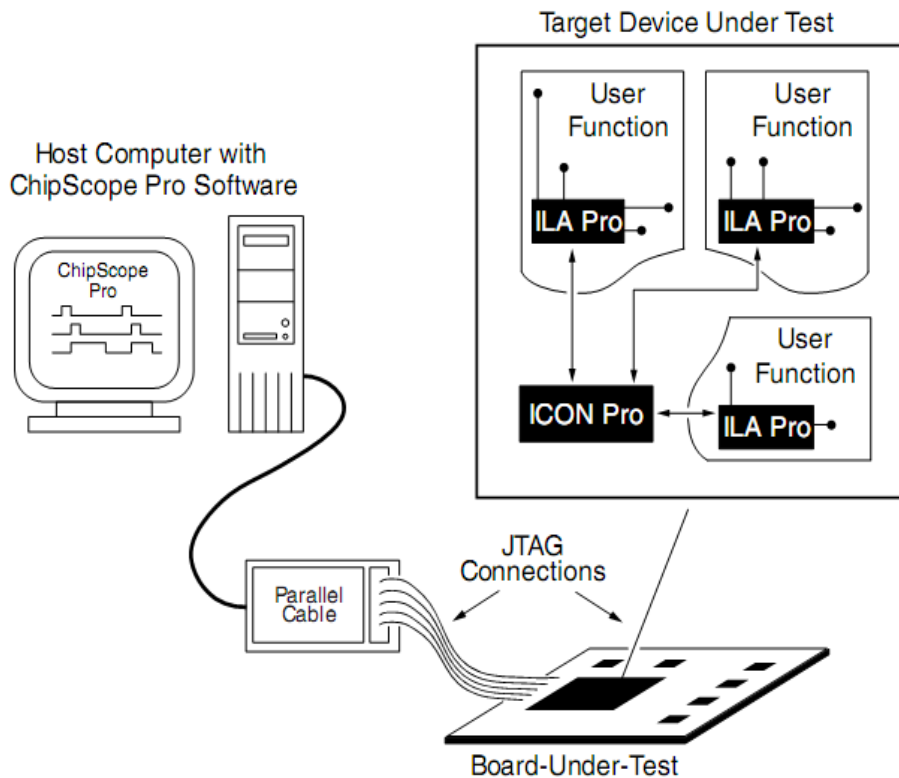 Target Device Under Test
User
Function
ILA Pro
User
Function
ILA Pro
Host Computer with
ChipScope Pro Software
ChipScope
Pro
User
Function
ICON Pro
ILA Pro
JTAG
Connections
Parallel
Cable
Board-Under-Test